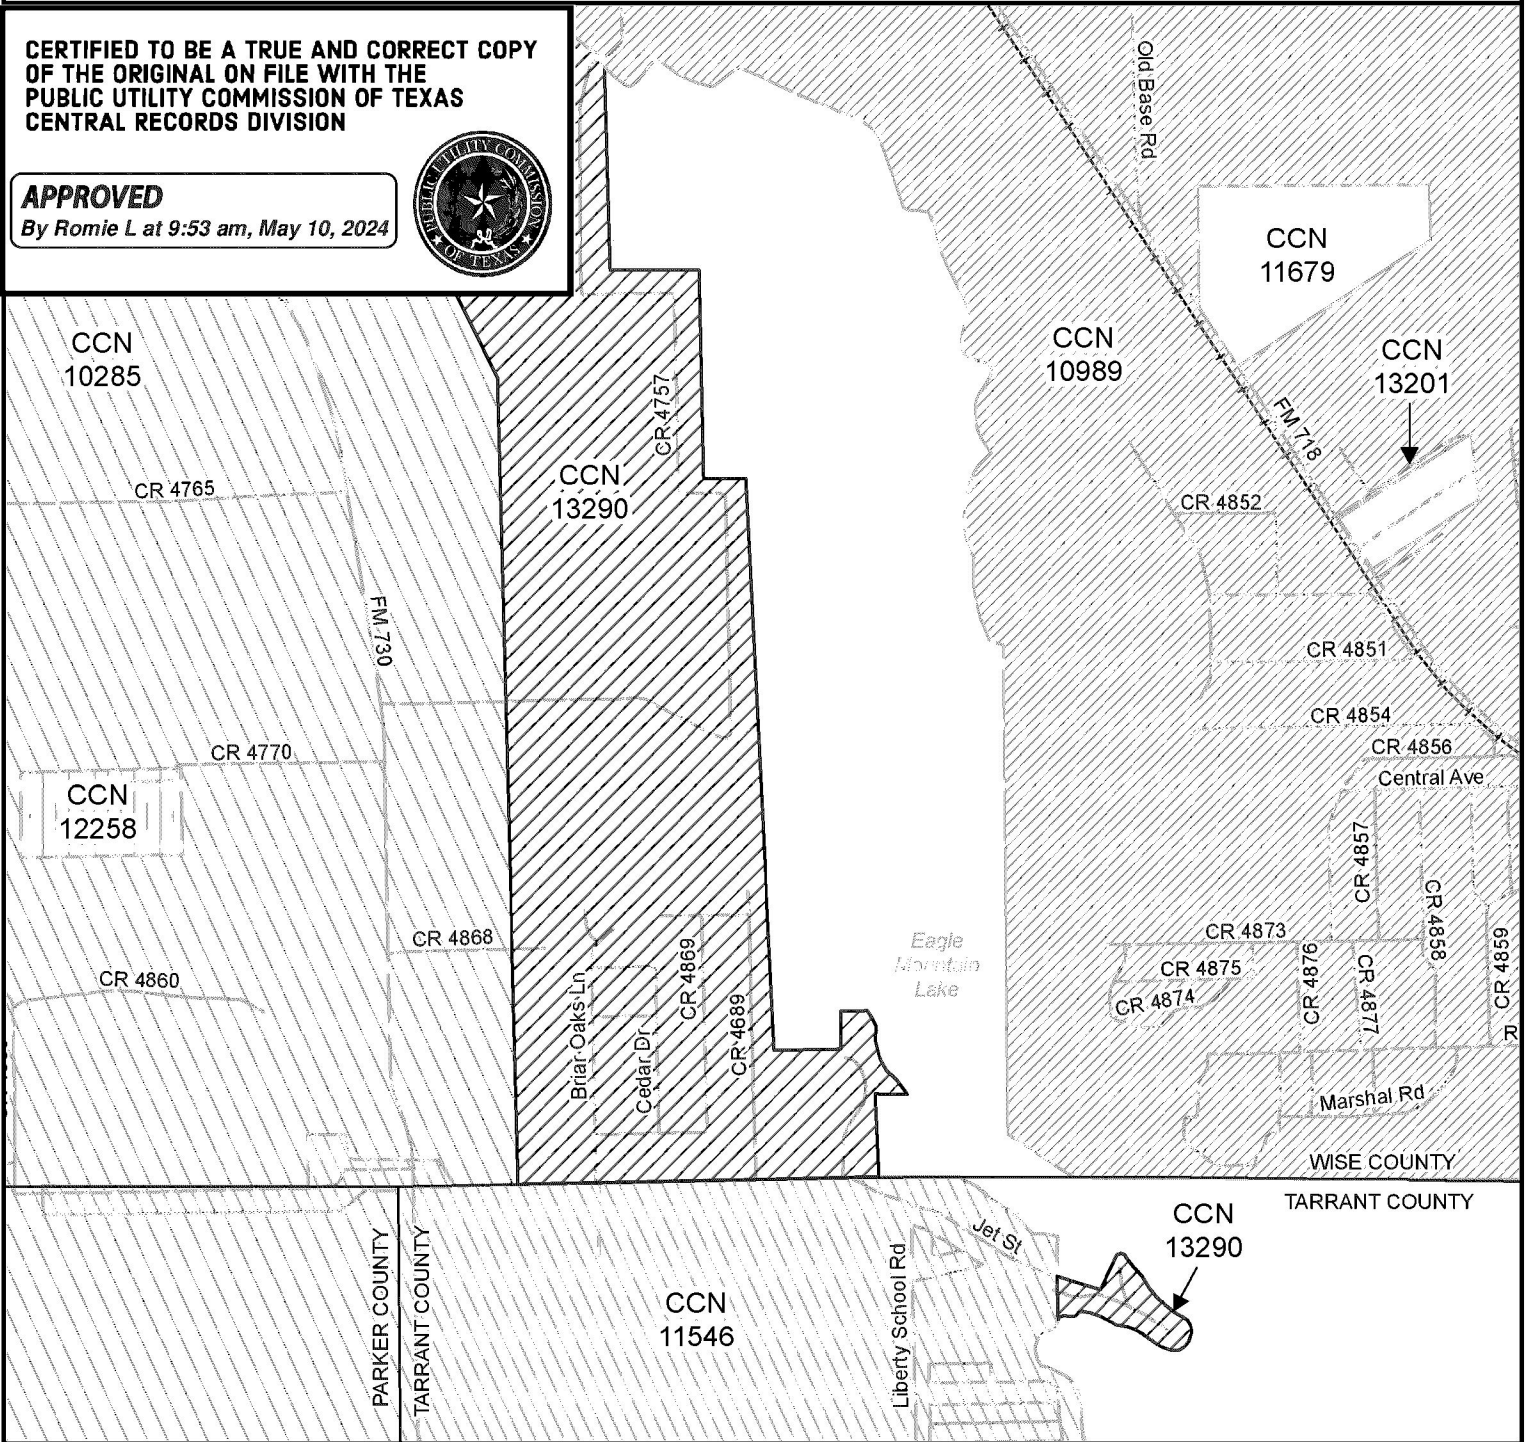 CERTIFIED TO BE A TRUE AND CORRECT COPY
OF THE ORIGINAL ON FILE WITH THE
PUBLIC UTILITY COMMISSION OF TEXAS
CENTRAL RECORDS DIVISION
APPROVED
By Romie L at 9:53 am, May 10, 2024
PUBLIC UTILITY COMMISSION
OF TEXAS
Old Base Rd
CCN
11679
CCN
10285
CCN
10989
CCN
13201
CR 4757
FM 718
CCN
13290
CR 4765
CR 4852
FM 730
CR 4851
CR 4854
CR 4856
Central Ave
CR 4770
CCN
12258
CR 4857
CR 4858
CR 4859
CR 4868
CR 4873
CR 4860
CR 4875
CR 4874
CR 4876
CR 4877
Eagle
Mountain
Lake
Briar Oaks Ln
Cedar Dr
CR 4869
CR 4689
R
Marshal Rd
WISE COUNTY
TARRANT COUNTY
CCN
13290
Jet St
Liberty School Rd
PARKER COUNTY
TARRANT COUNTY
CCN
11546